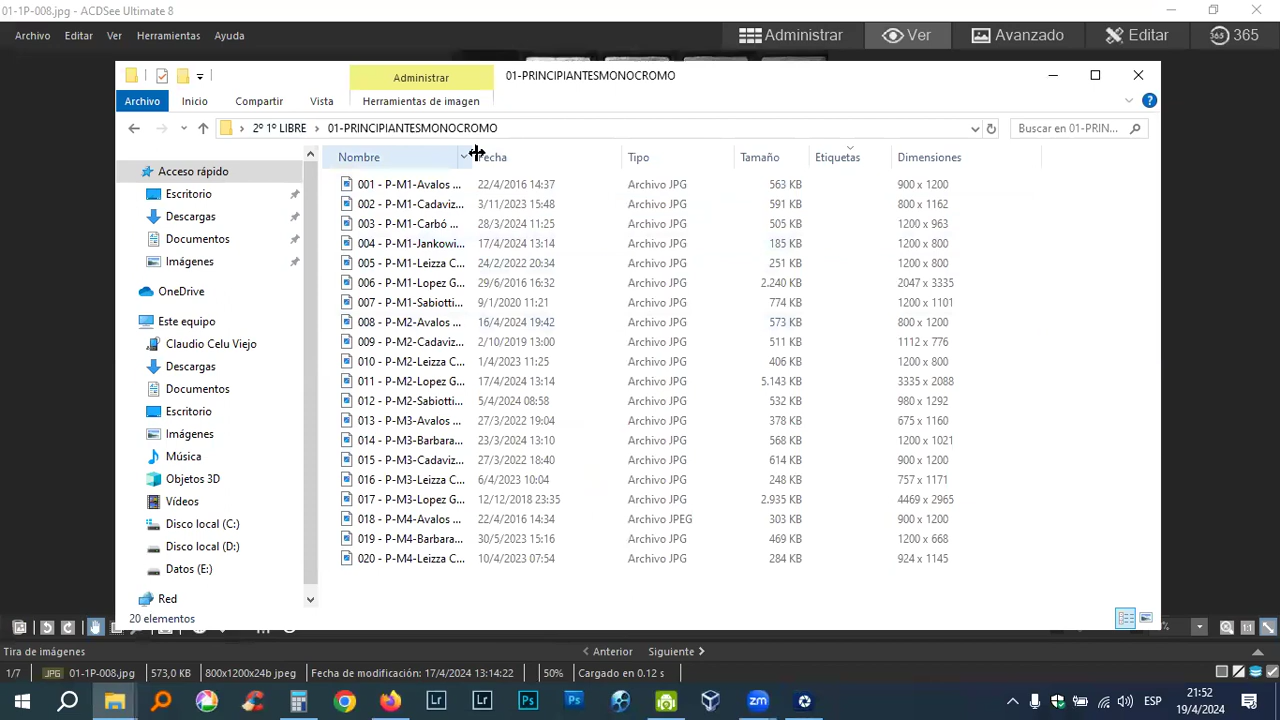 01-1P-008.jpg - ACDSee Ultimate 8
Archivo Editar Ver Herramientas Ayuda
Administrar Ver Avanzado Editar 365
Administrar 01-PRINCIPIANTESMONOCROMO
Archivo Inicio Compartir Vista Herramientas de imagen
2º 1º LIBRE 01-PRINCIPIANTESMONOCROMO Buscar en 01-PRIN...
Nombre Fecha Tipo Tamaño Etiquetas Dimensiones
Acceso rápido
Escritorio
Descargas
Documentos
Imágenes
OneDrive
Este equipo
Claudio Celu Viejo
Descargas
Documentos
Escritorio
Imágenes
Música
Objetos 3D
Vídeos
Disco local (C:)
Disco local (D:)
Datos (E:)
Red
001 - P-M1-Avalos ... 22/4/2016 14:37 Archivo JPG 563 KB 900 x 1200
002 - P-M1-Cadaviz... 3/11/2023 15:48 Archivo JPG 591 KB 800 x 1162
003 - P-M1-Carbó ... 28/3/2024 11:25 Archivo JPG 505 KB 1200 x 963
004 - P-M1-Jankowi... 17/4/2024 13:14 Archivo JPG 185 KB 1200 x 800
005 - P-M1-Leizza C... 24/2/2022 20:34 Archivo JPG 251 KB 1200 x 800
006 - P-M1-Lopez G... 29/6/2016 16:32 Archivo JPG 2.240 KB 2047 x 3335
007 - P-M1-Sabiotti... 9/1/2020 11:21 Archivo JPG 774 KB 1200 x 1101
008 - P-M2-Avalos ... 16/4/2024 19:42 Archivo JPG 573 KB 800 x 1200
009 - P-M2-Cadaviz... 2/10/2019 13:00 Archivo JPG 511 KB 1112 x 776
010 - P-M2-Leizza C... 1/4/2023 11:25 Archivo JPG 406 KB 1200 x 800
011 - P-M2-Lopez G... 17/4/2024 13:14 Archivo JPG 5.143 KB 3335 x 2088
012 - P-M2-Sabiotti... 5/4/2024 08:58 Archivo JPG 532 KB 980 x 1292
013 - P-M3-Avalos ... 27/3/2022 19:04 Archivo JPG 378 KB 675 x 1160
014 - P-M3-Barbara... 23/3/2024 13:10 Archivo JPG 568 KB 1200 x 1021
015 - P-M3-Cadaviz... 27/3/2022 18:40 Archivo JPG 614 KB 900 x 1200
016 - P-M3-Leizza C... 6/4/2023 10:04 Archivo JPG 248 KB 757 x 1171
017 - P-M3-Lopez G... 12/12/2018 23:35 Archivo JPG 2.935 KB 4469 x 2965
018 - P-M4-Avalos ... 22/4/2016 14:34 Archivo JPEG 303 KB 900 x 1200
019 - P-M4-Barbara... 30/5/2023 15:16 Archivo JPG 469 KB 1200 x 668
020 - P-M4-Leizza C... 10/4/2023 07:54 Archivo JPG 284 KB 924 x 1145
20 elementos
% 1:1
Tira de imágenes Anterior Siguiente
1/7 JPG 01-1P-008.jpg 573,0 KB 800x1200x24b jpeg Fecha de modificación: 17/4/2024 13:14:22 50% Cargado en 0.12 s
Lr Lr Ps Ps zm ESP 21:52
19/4/2024